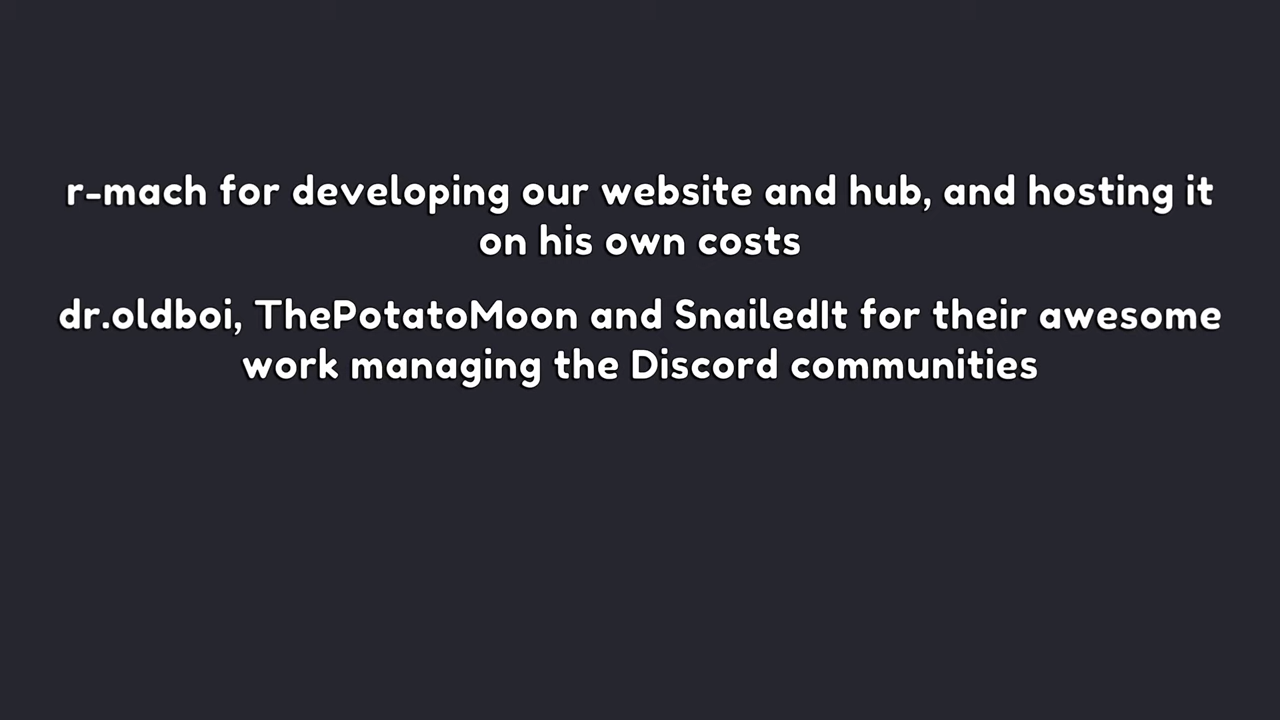 r-mach for developing our website and hub, and hosting it
on his own costs
dr.oldboi, ThePotatoMoon and SnailedIt for their awesome
work managing the Discord communities